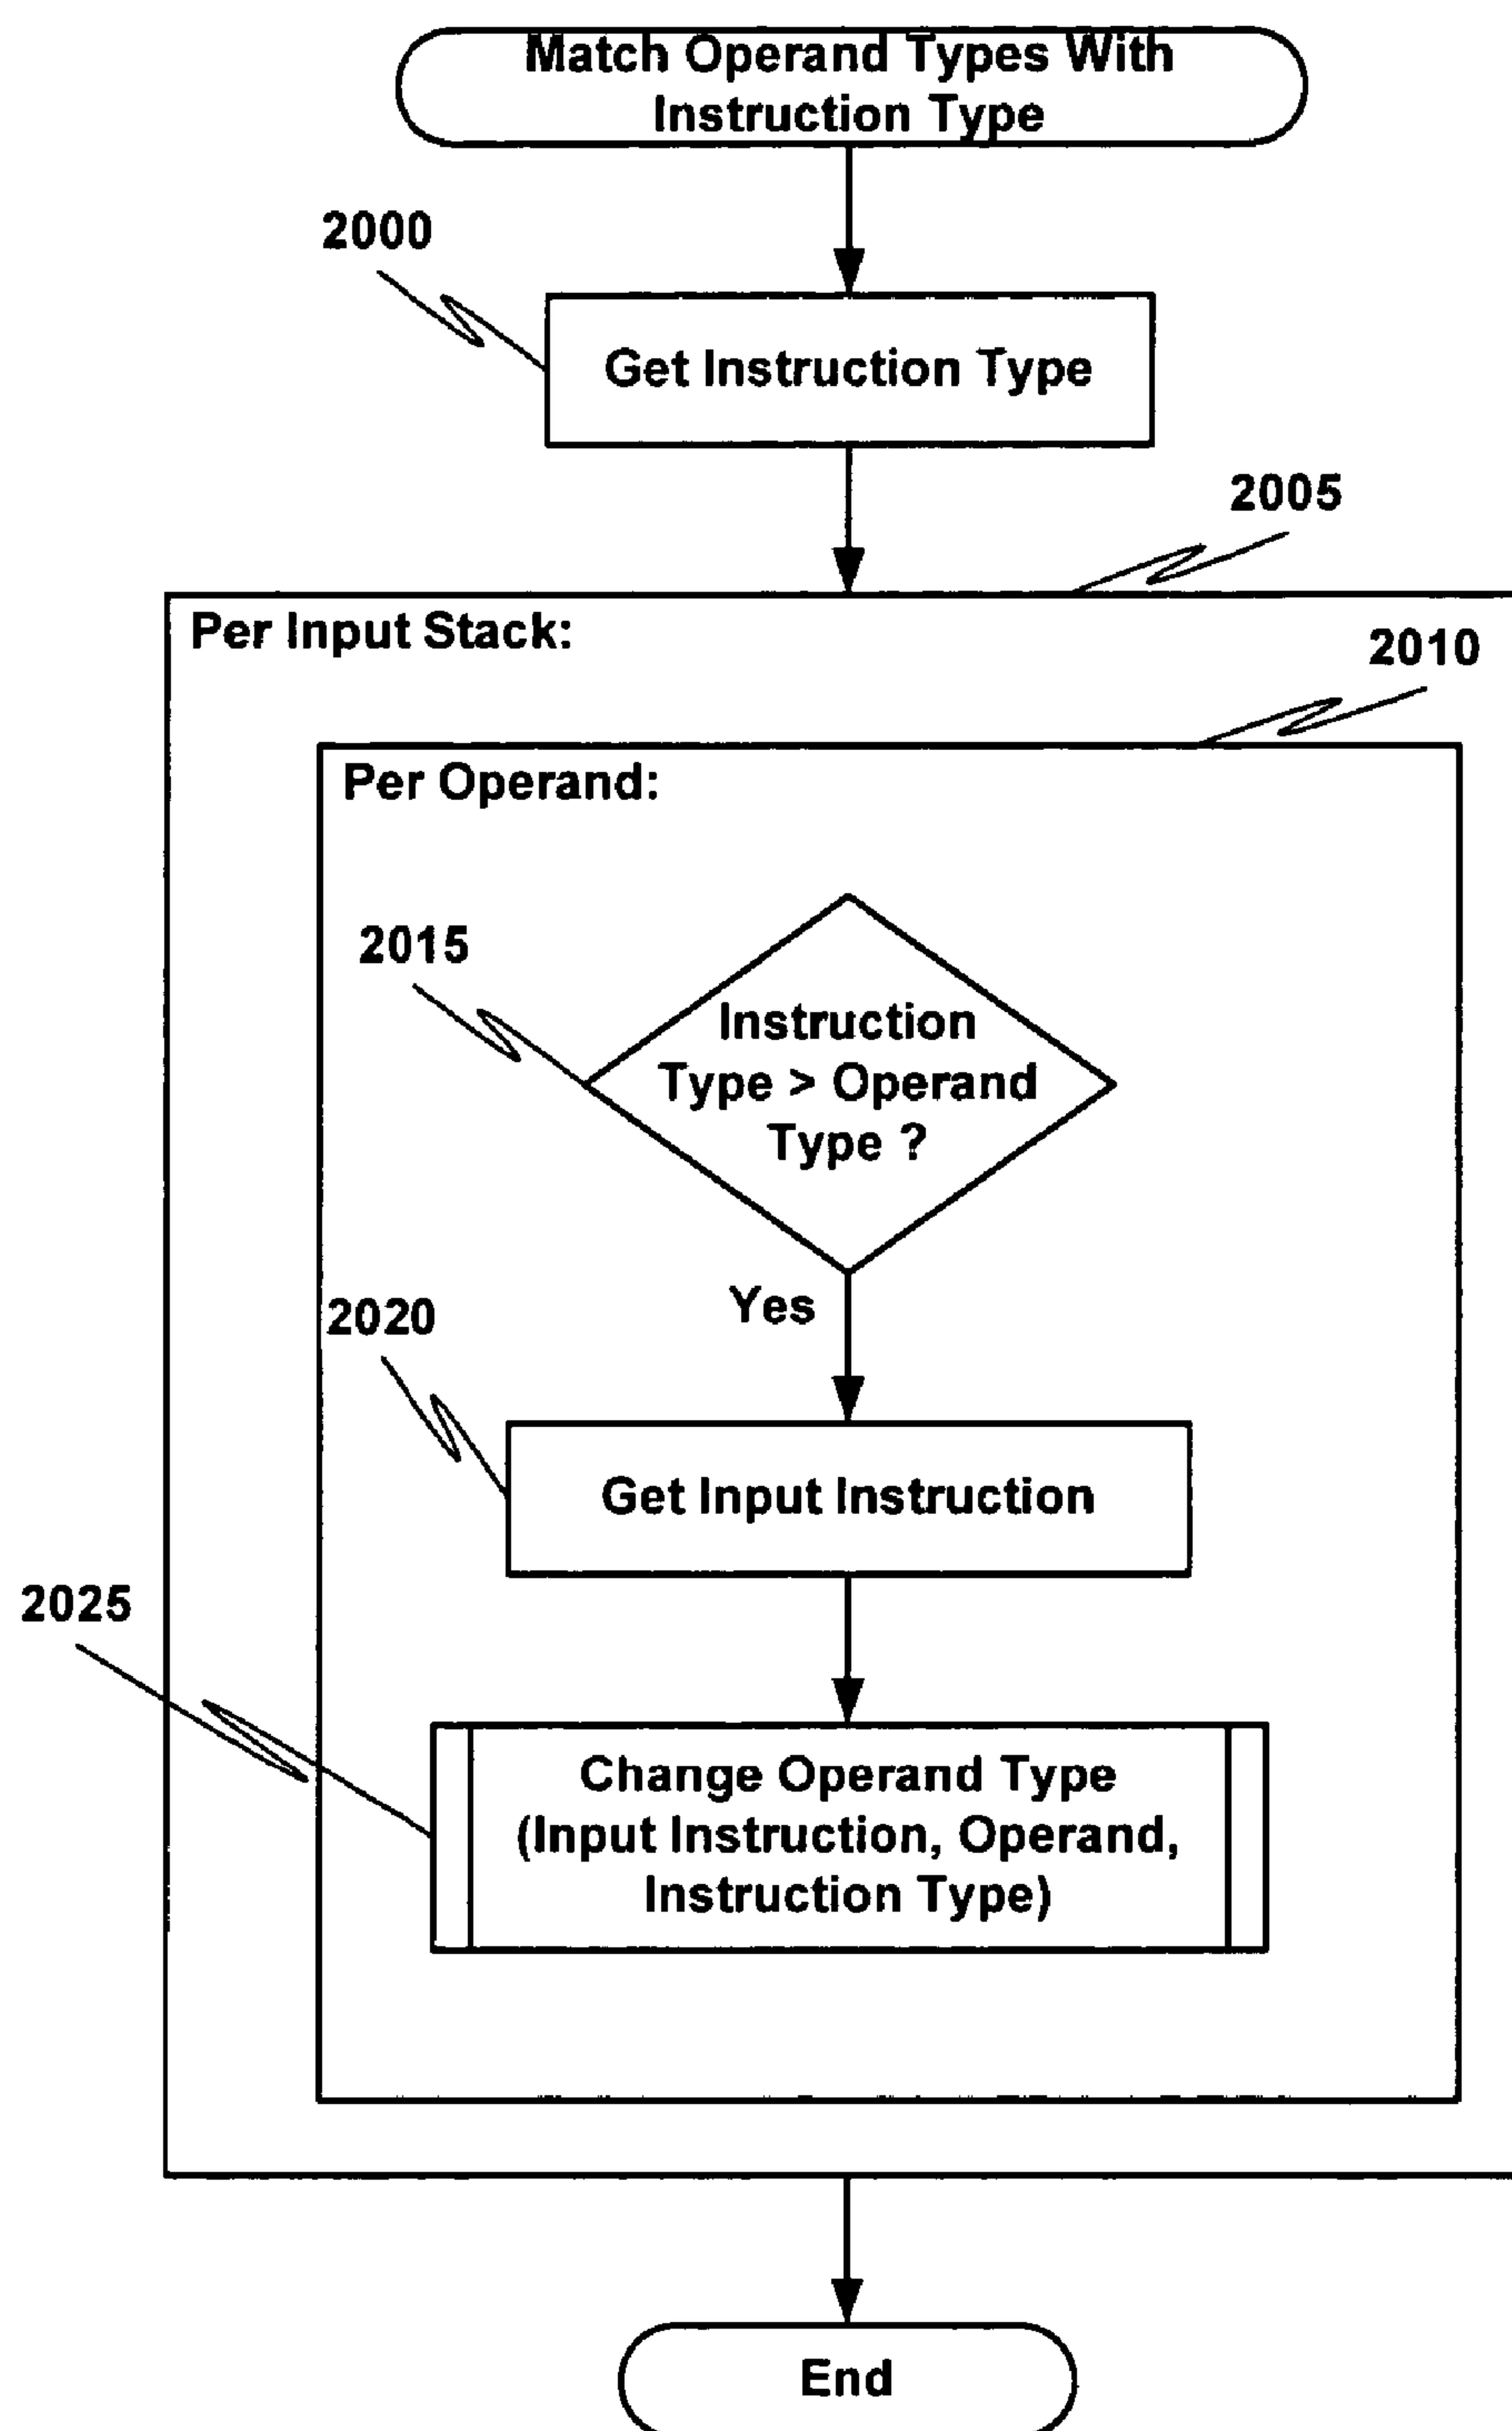 Match Operand Types With
Instruction Type
2000
Get Instruction Type
2005
Per Input Stack:
2010
Per Operand:
2015
Instruction
Type > Operand
Type ?
Yes
2020
Get Input Instruction
2025
Change Operand Type
(Input Instruction, Operand,
Instruction Type)
End